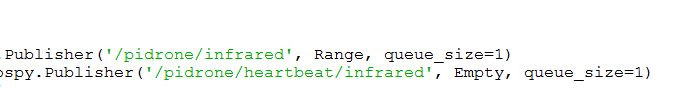 .Publisher('/pidrone/infrared', Range, queue_size=1)
ospy.Publisher('/pidrone/heartbeat/infrared', Empty, queue_size=1)